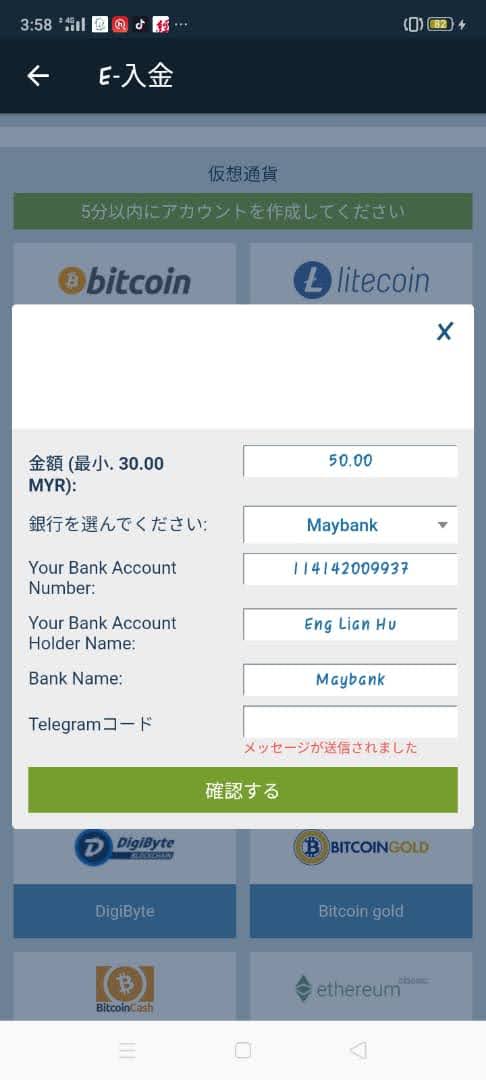 3:58
4G
82
E-入金
仮想通貨
5分以内にアカウントを作成してください
bitcoin
litecoin
X
金額 (最小. 30.00 MYR):
50.00
銀行を選んでください:
Maybank
Your Bank Account Number:
114142009937
Your Bank Account Holder Name:
Eng Lian Hu
Bank Name:
Maybank
Telegramコード
メッセージが送信されました
確認する
DigiByte
BLOCKCHAIN
BITCOINGOLD
DigiByte
Bitcoin gold
BitcoinCash
ethereum classic